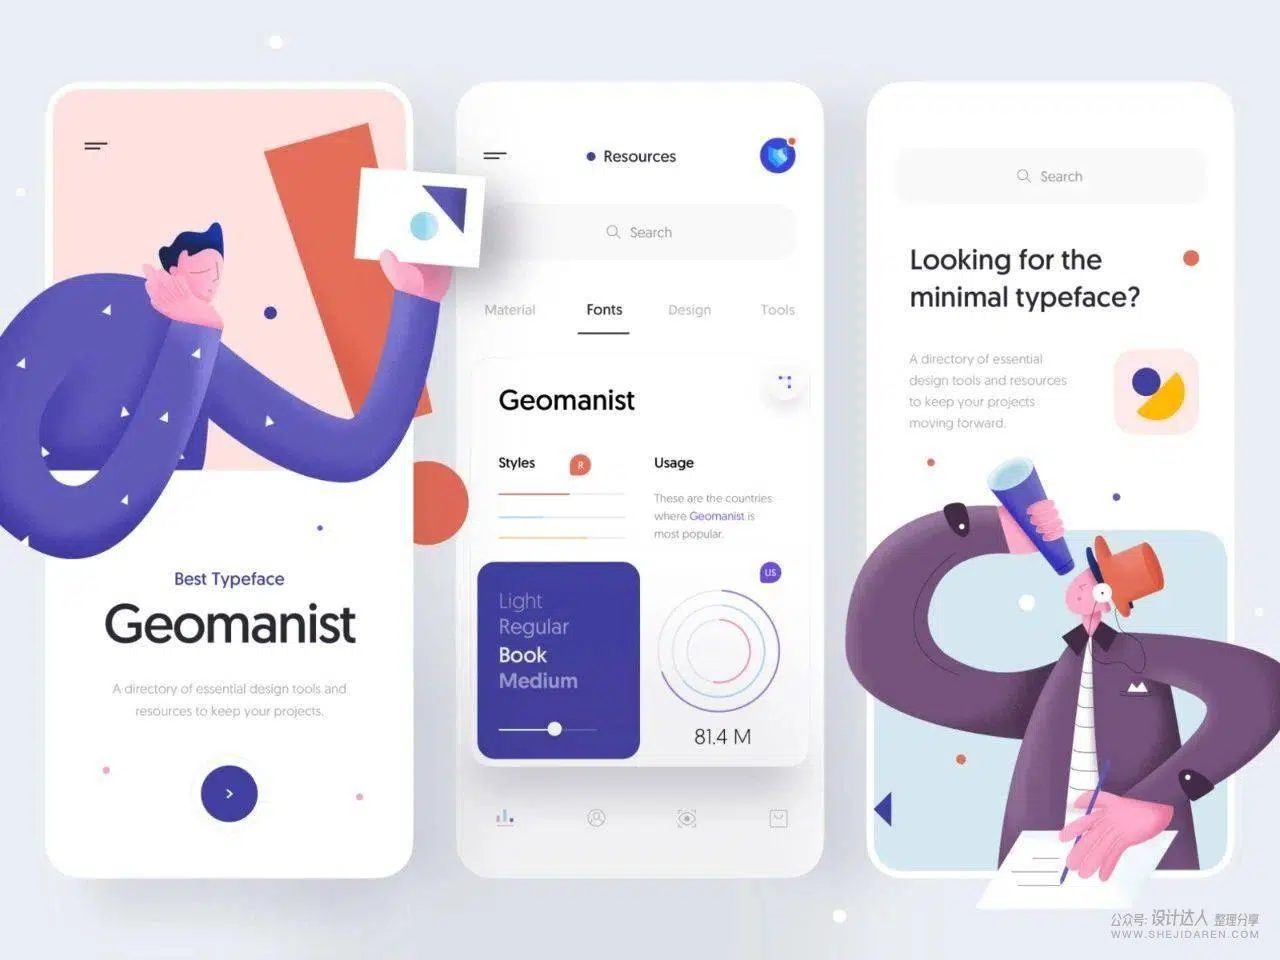 Best Typeface
Geomanist
A directory of essential design tools and
resources to keep your projects.
Resources
Search
Material
Fonts
Design
Tools
Geomanist
Styles
R
Usage
These are the countries
where Geomanist is
most popular.
Light
Regular
Book
Medium
US
81.4 M
Search
Looking for the
minimal typeface?
A directory of essential
design tools and resources
to keep your projects
moving forward.
公众号: 设计达人 整理分享
WWW.SHEJIDAREN.COM